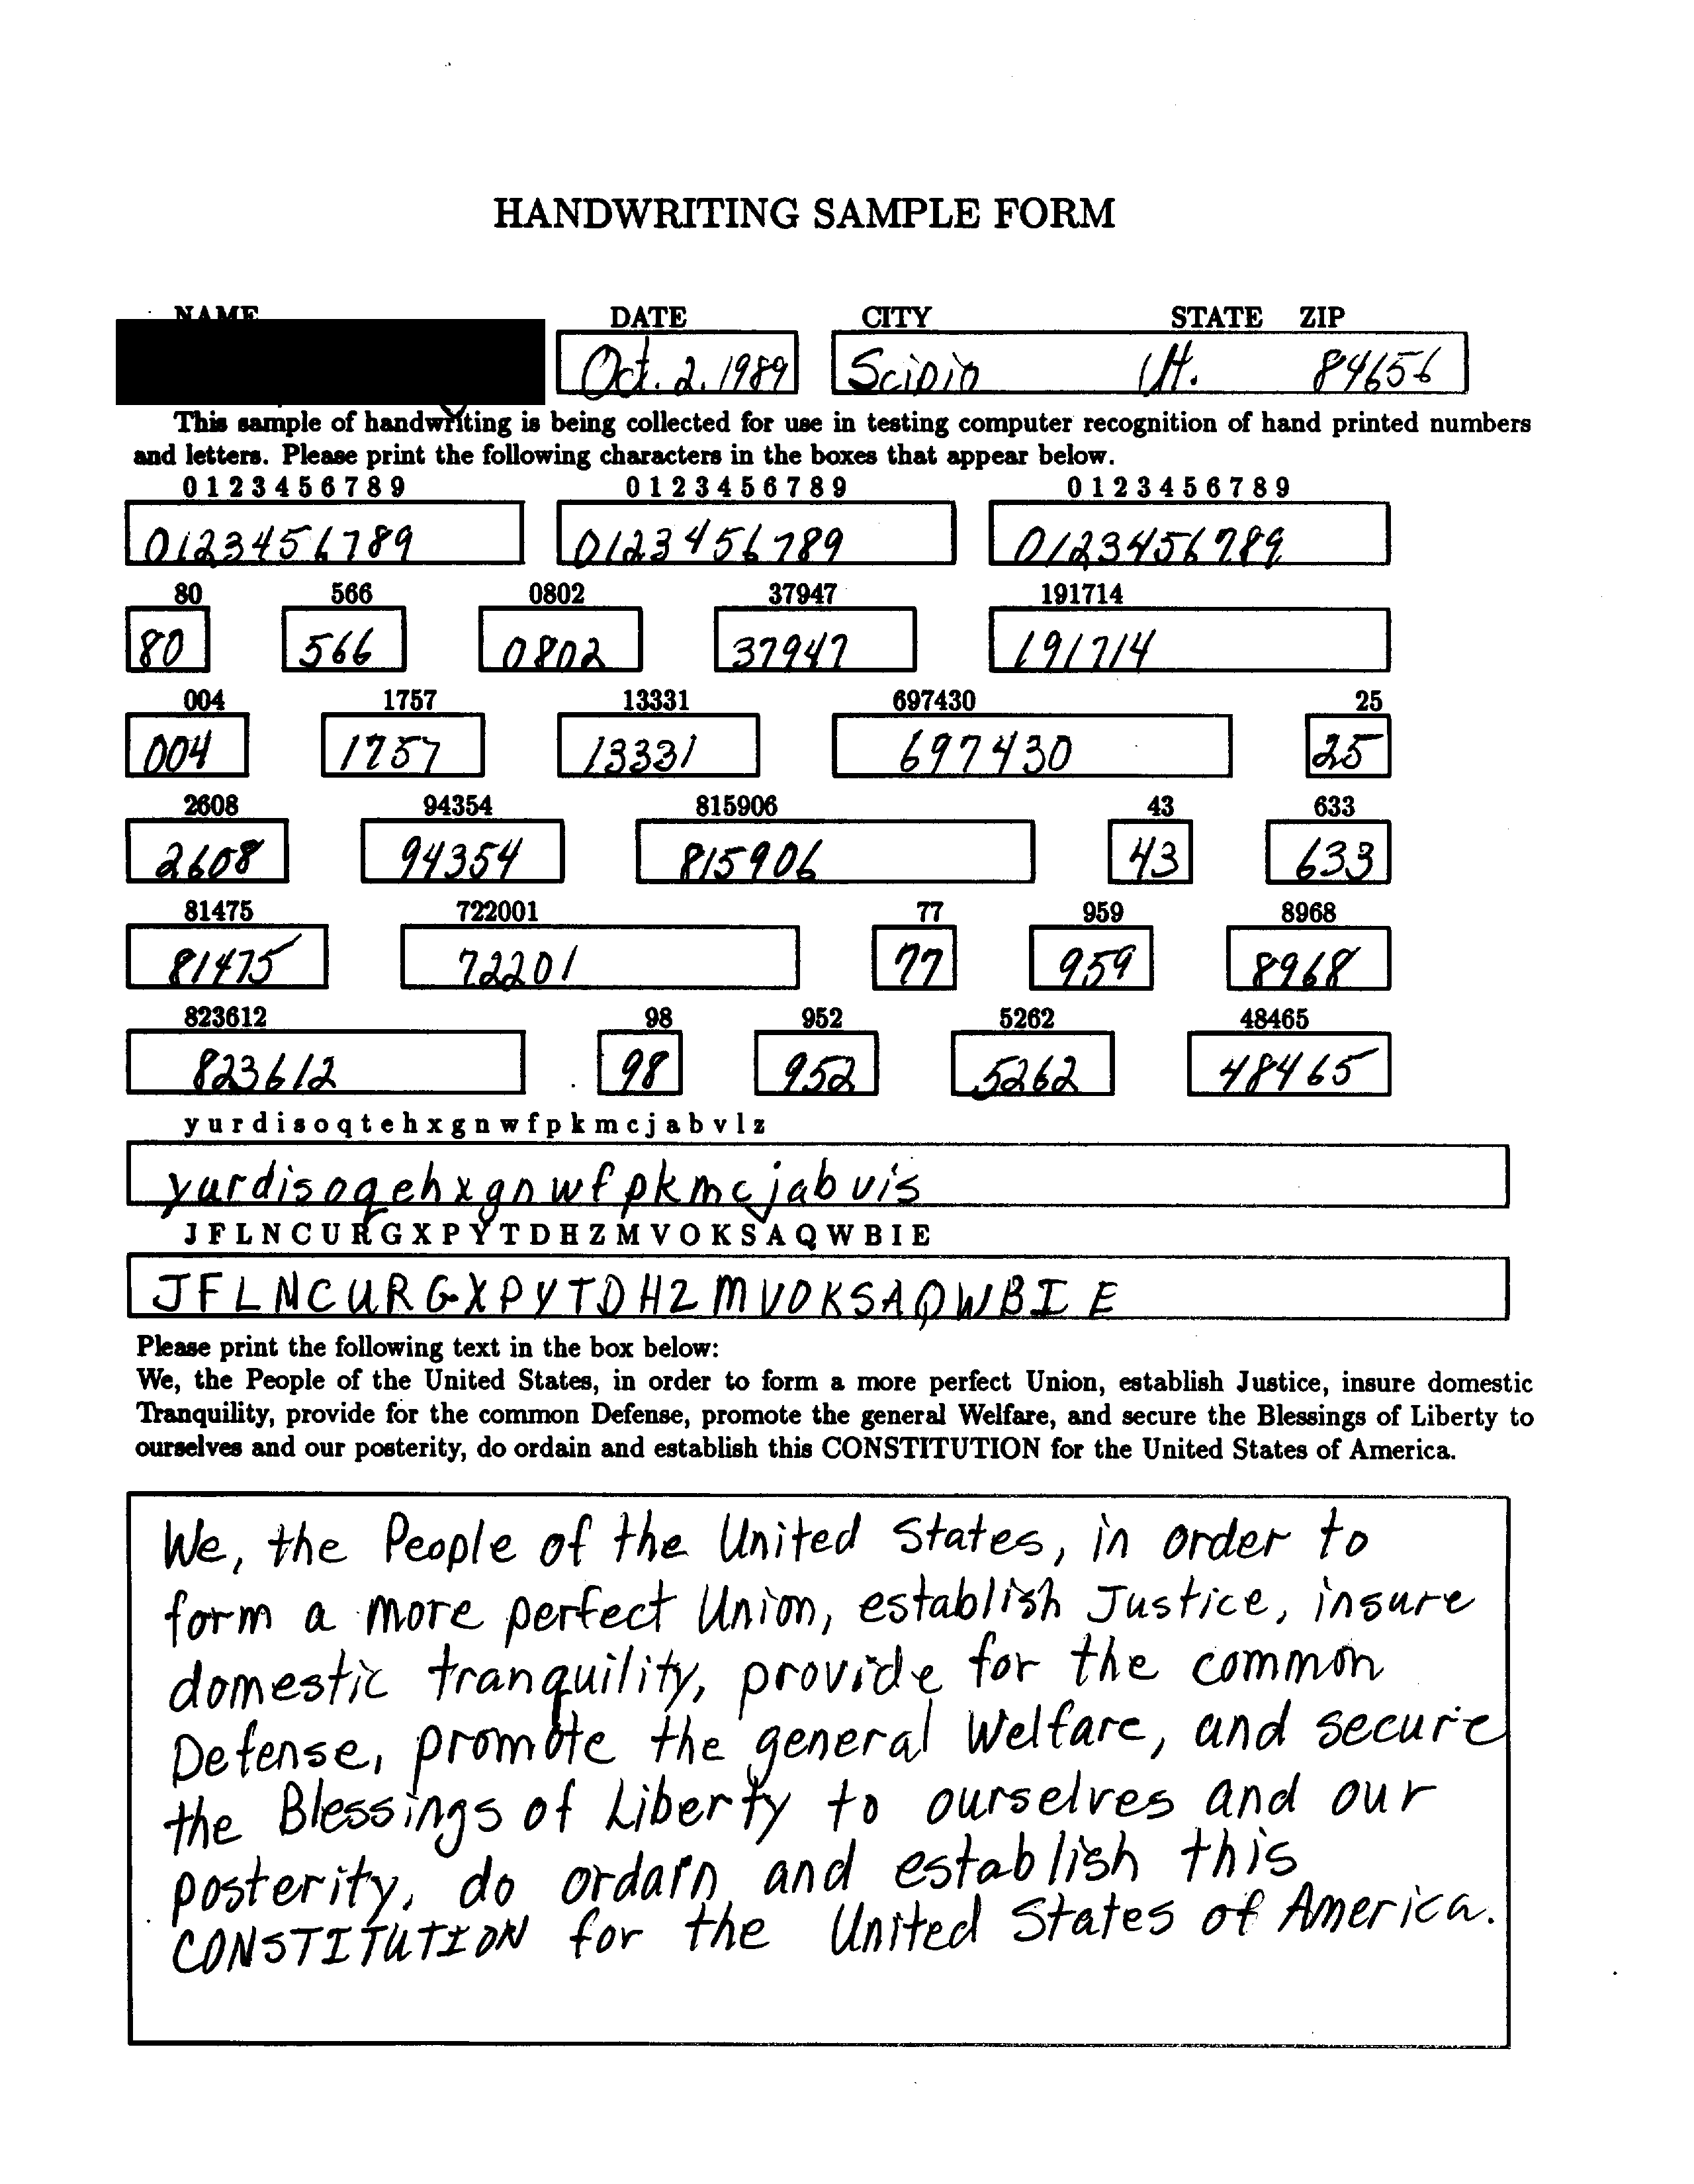 HANDWRITING SAMPLE FORM
NAME DATE CITY STATE ZIP
Oct. 2, 1989 Scipio Ut. 84656
This sample of handwriting is being collected for use in testing computer recognition of hand printed numbers
and letters. Please print the following characters in the boxes that appear below.
0 1 2 3 4 5 6 7 8 9 0 1 2 3 4 5 6 7 8 9 0 1 2 3 4 5 6 7 8 9
0123456789 0123456789 0123456789
80 566 0802 37947 191714
80 566 0802 37947 191714
004 1757 13331 697430 25
004 1757 13331 697430 25
2608 94354 815906 43 633
2608 94354 815906 43 633
81475 722001 77 959 8968
81475 72201 77 959 8968
823612 98 952 5262 48465
823612 98 952 5262 48465
y u r d i s o q t e h x g n w f p k m c j a b v l z
yurdisoqehxgnwfpkmcjabvis
J F L N C U R G X P Y T D H Z M V O K S A Q W B I E
JFLNCURGXPYTDHZMVOKSAQWBIE
Please print the following text in the box below:
We, the People of the United States, in order to form a more perfect Union, establish Justice, insure domestic
Tranquility, provide for the common Defense, promote the general Welfare, and secure the Blessings of Liberty to
ourselves and our posterity, do ordain and establish this CONSTITUTION for the United States of America.
We, the People of the United States, in order to
form a more perfect Union, establish Justice, insure
domestic tranquility, provide for the common
Defense, promote the general Welfare, and secure
the Blessings of Liberty to ourselves and our
posterity, do ordain and establish this
CONSTITUTION for the United States of America.